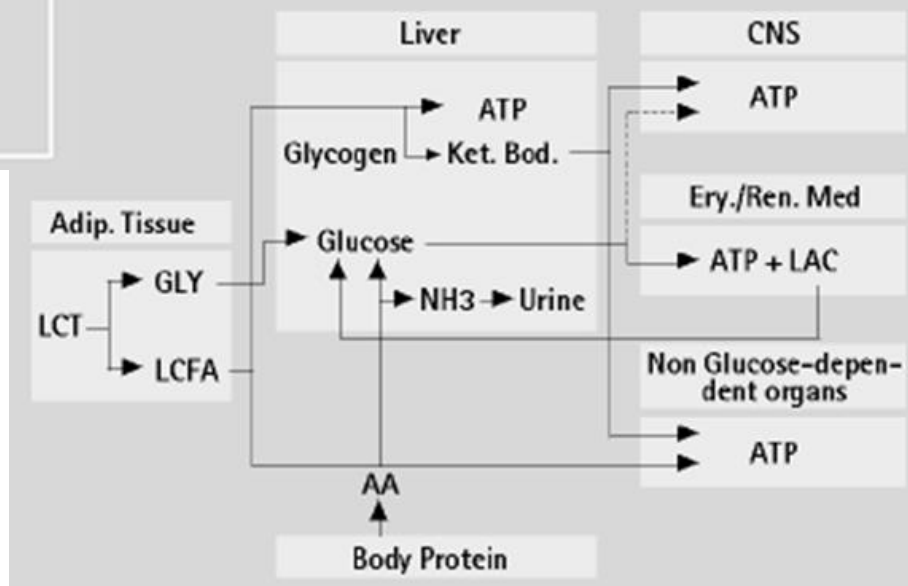 Liver
CNS
ATP
ATP
Glycogen
Ket. Bod.
Ery./Ren. Med
Adip. Tissue
Glucose
ATP + LAC
GLY
NH3
Urine
LCT
LCFA
Non Glucose-depen-
dent organs
ATP
AA
Body Protein